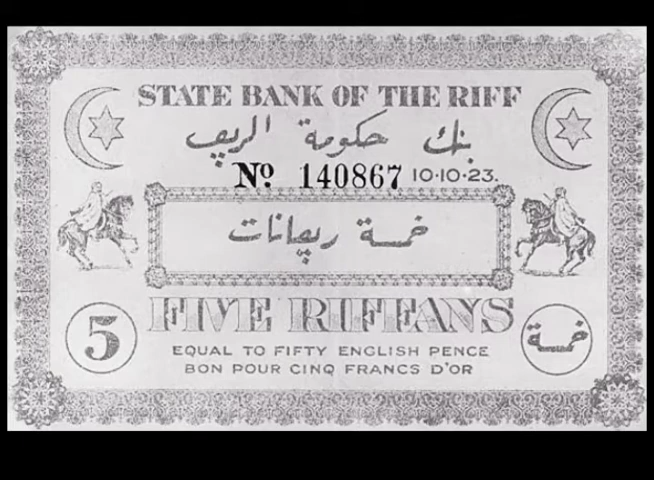 STATE BANK OF THE RIFF
بنك حكومة الريف
Nº 140867 10·10·23.
خمسة ريفانات
FIVE RIFFANS
5
EQUAL TO FIFTY ENGLISH PENCE
BON POUR CINQ FRANCS D'OR
خمسة